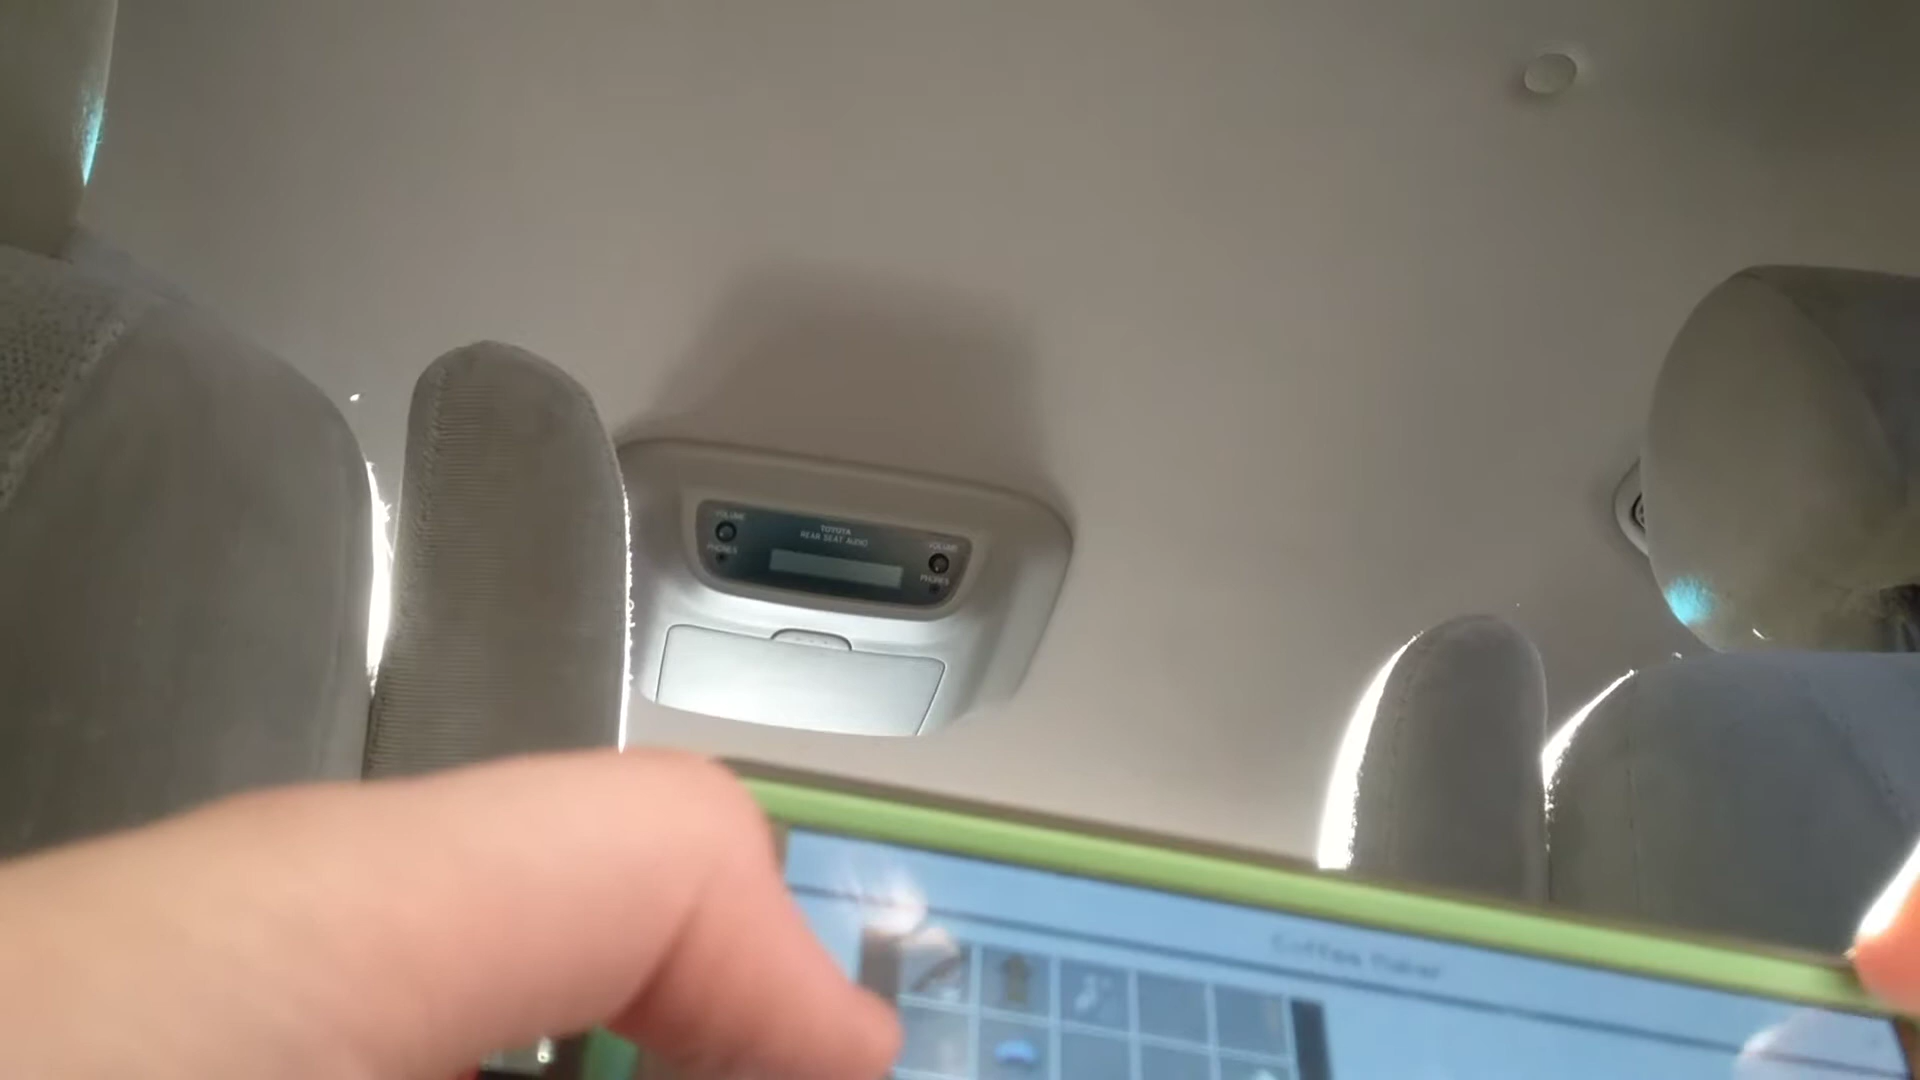 VOLUME
TOYOTA
REAR SEAT AUDIO
VOLUME
PHONES
PHONES